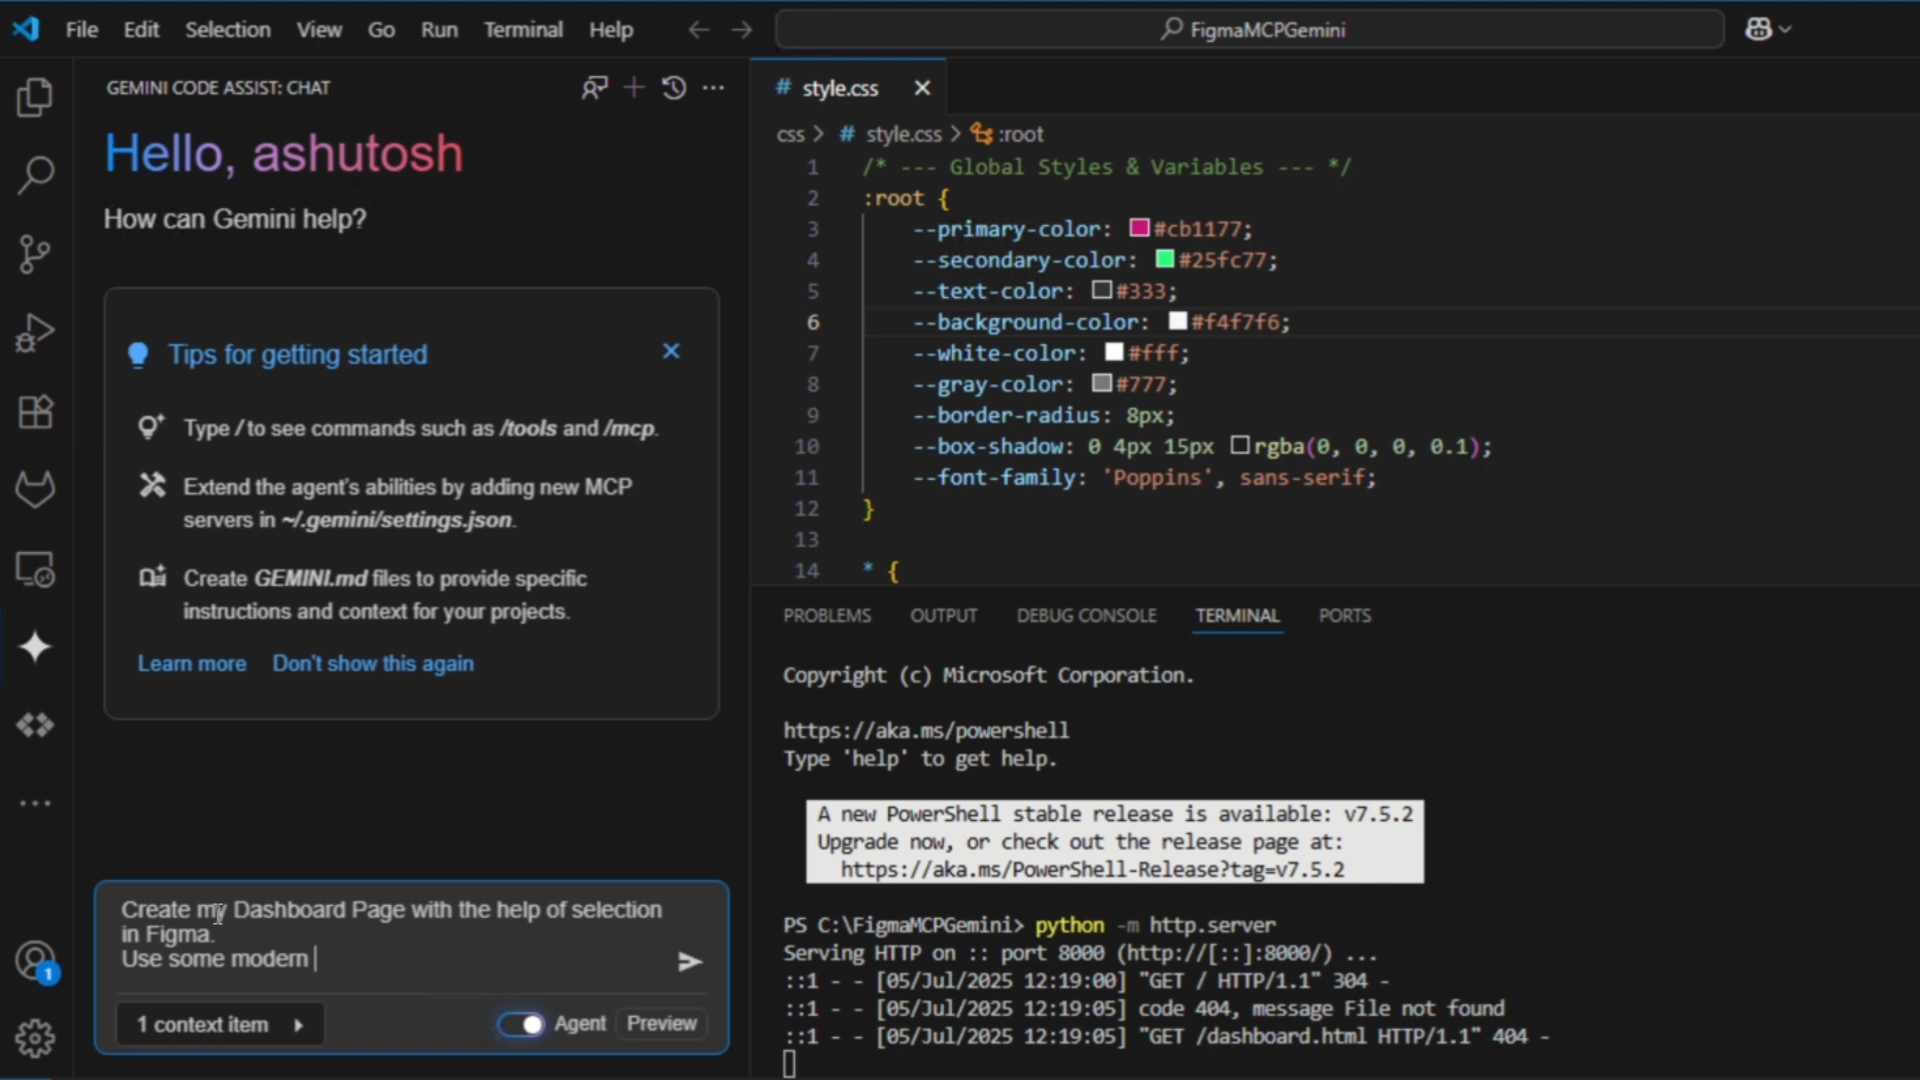 File Edit Selection View Go Run Terminal Help
FigmaMCPGemini
GEMINI CODE ASSIST: CHAT
Hello, ashutosh
How can Gemini help?
Tips for getting started
Type / to see commands such as /tools and /mcp.
Extend the agent's abilities by adding new MCP
servers in ~/.gemini/settings.json.
Create GEMINI.md files to provide specific
instructions and context for your projects.
Learn more Don't show this again
Create my Dashboard Page with the help of selection
in Figma.
Use some modern
1 context item
Agent Preview
1
# style.css
css > # style.css > :root
1 /* --- Global Styles & Variables --- */
2 :root {
3 --primary-color: #cb1177;
4 --secondary-color: #25fc77;
5 --text-color: #333;
6 --background-color: #f4f7f6;
7 --white-color: #fff;
8 --gray-color: #777;
9 --border-radius: 8px;
10 --box-shadow: 0 4px 15px rgba(0, 0, 0, 0.1);
11 --font-family: 'Poppins', sans-serif;
12 }
13
14 * {
PROBLEMS OUTPUT DEBUG CONSOLE TERMINAL PORTS
Copyright (c) Microsoft Corporation.
https://aka.ms/powershell
Type 'help' to get help.
A new PowerShell stable release is available: v7.5.2
Upgrade now, or check out the release page at:
https://aka.ms/PowerShell-Release?tag=v7.5.2
PS C:\FigmaMCPGemini> python -m http.server
Serving HTTP on :: port 8000 (http://[::]:8000/) ...
::1 - - [05/Jul/2025 12:19:00] "GET / HTTP/1.1" 304 -
::1 - - [05/Jul/2025 12:19:05] code 404, message File not found
::1 - - [05/Jul/2025 12:19:05] "GET /dashboard.html HTTP/1.1" 404 -